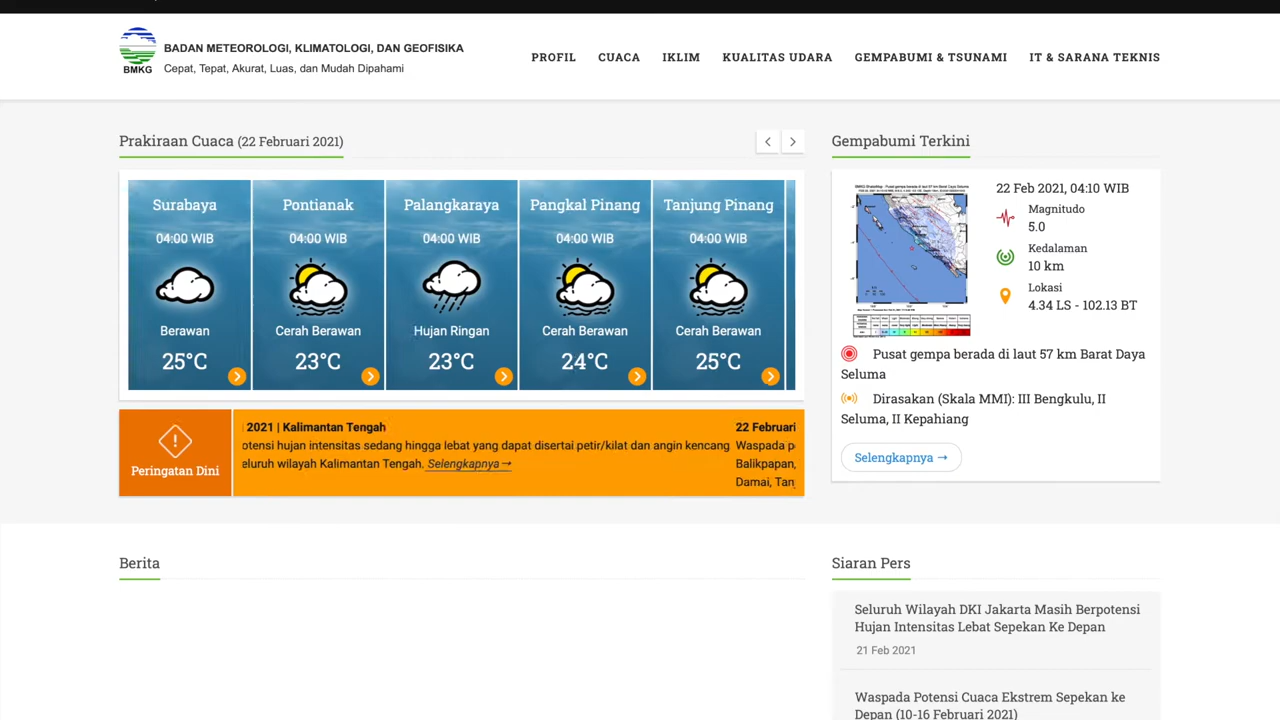 BADAN METEOROLOGI, KLIMATOLOGI, DAN GEOFISIKA
Cepat, Tepat, Akurat, Luas, dan Mudah Dipahami
BMKG
PROFIL CUACA IKLIM KUALITAS UDARA GEMPABUMI & TSUNAMI IT & SARANA TEKNIS
Prakiraan Cuaca (22 Februari 2021)
Surabaya
04:00 WIB
Berawan
25°C
Pontianak
04:00 WIB
Cerah Berawan
23°C
Palangkaraya
04:00 WIB
Hujan Ringan
23°C
Pangkal Pinang
04:00 WIB
Cerah Berawan
24°C
Tanjung Pinang
04:00 WIB
Cerah Berawan
25°C
Peringatan Dini
2021 | Kalimantan Tengah
otensi hujan intensitas sedang hingga lebat yang dapat disertai petir/kilat dan angin kencang
eluruh wilayah Kalimantan Tengah. Selengkapnya →
22 Februari
Waspada p
Balikpapan,
Damai, Tan
Gempabumi Terkini
22 Feb 2021, 04:10 WIB
Magnitudo
5.0
Kedalaman
10 km
Lokasi
4.34 LS - 102.13 BT
Pusat gempa berada di laut 57 km Barat Daya
Seluma
Dirasakan (Skala MMI): III Bengkulu, II
Seluma, II Kepahiang
Selengkapnya →
Berita
Siaran Pers
Seluruh Wilayah DKI Jakarta Masih Berpotensi
Hujan Intensitas Lebat Sepekan Ke Depan
21 Feb 2021
Waspada Potensi Cuaca Ekstrem Sepekan ke
Depan (10-16 Februari 2021)